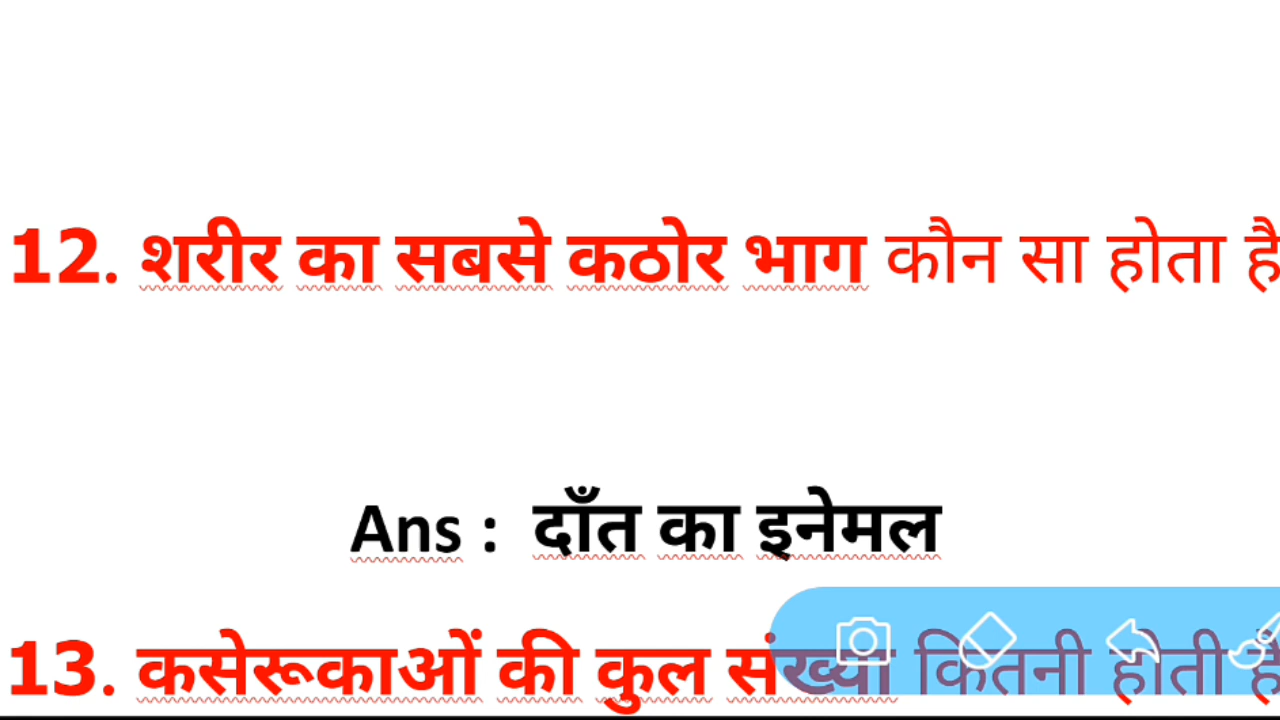 12. शरीर का सबसे कठोर भाग कौन सा होता है
Ans : दाँत का इनेमल
13. कसेरूकाओं की कुल संख्या कितनी होती है